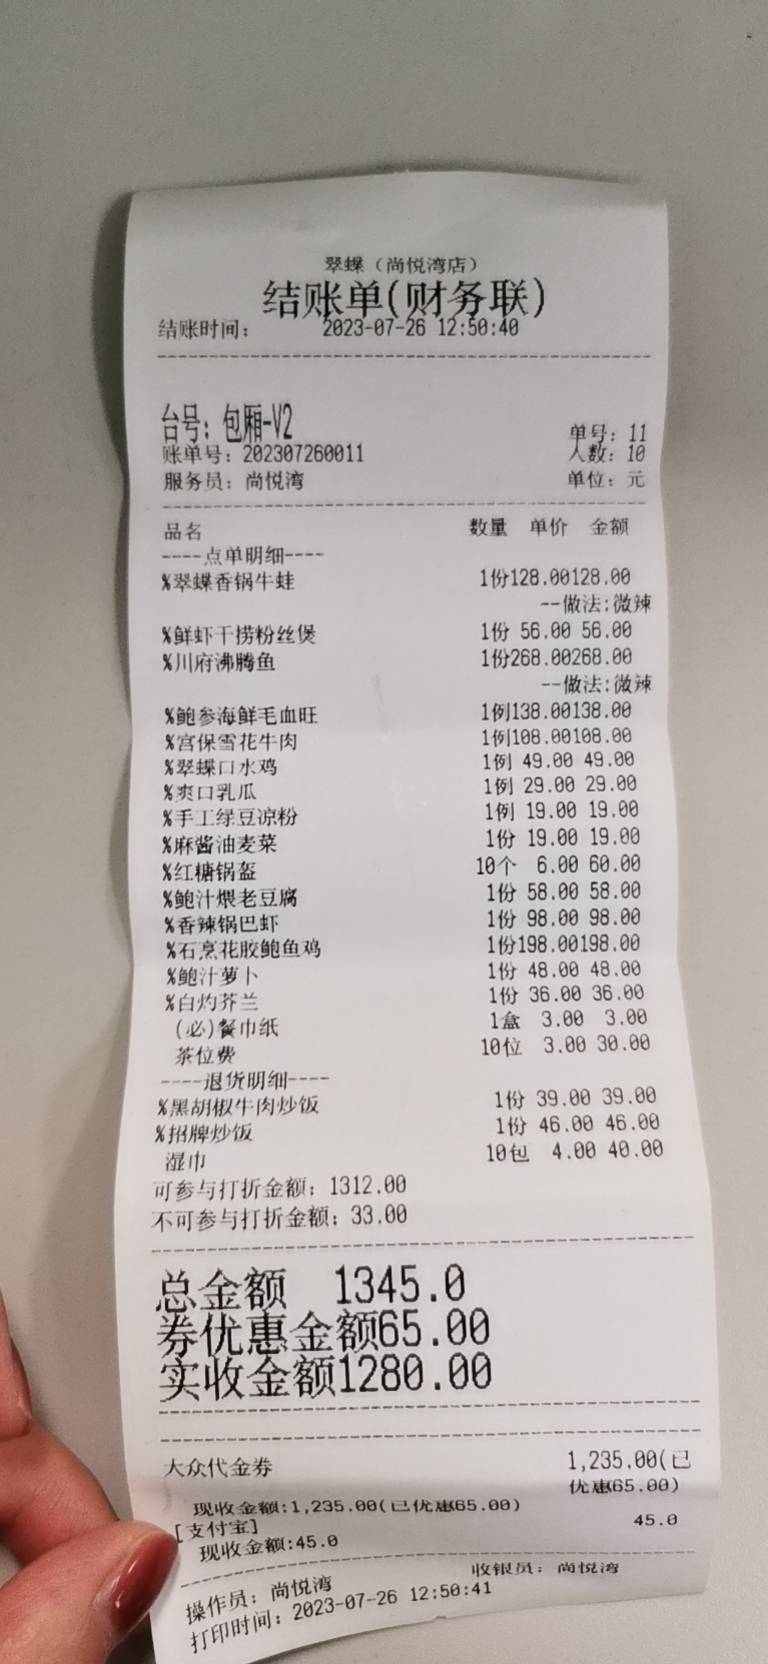 翠蝶（尚悦湾店）
结账单(财务联)
结账时间： 2023-07-26 12:50:40
台号：包厢-V2
单号：11
账单号：202307260011 人数：10
服务员：尚悦湾 单位：元
品名 数量 单价 金额
----点单明细----
%翠蝶香锅牛蛙 1份128.00128.00
--做法:微辣
%鲜虾干捞粉丝煲 1份 56.00 56.00
%川府沸腾鱼 1份268.00268.00
--做法:微辣
%鲍参海鲜毛血旺 1例138.00138.00
%宫保雪花牛肉 1例108.00108.00
%翠蝶口水鸡 1例 49.00 49.00
%爽口乳瓜 1例 29.00 29.00
%手工绿豆凉粉 1例 19.00 19.00
%麻酱油麦菜 1份 19.00 19.00
%红糖锅盔 10个 6.00 60.00
%鲍汁煨老豆腐 1份 58.00 58.00
%香辣锅巴虾 1份 98.00 98.00
%石烹花胶鲍鱼鸡 1份198.00198.00
%鲍汁萝卜 1份 48.00 48.00
%白灼芥兰 1份 36.00 36.00
(必)餐巾纸 1盒 3.00 3.00
茶位费 10位 3.00 30.00
----退货明细----
%黑胡椒牛肉炒饭 1份 39.00 39.00
%招牌炒饭 1份 46.00 46.00
湿巾 10包 4.00 40.00
可参与打折金额：1312.00
不可参与打折金额：33.00
总金额 1345.0
券优惠金额65.00
实收金额1280.00
大众代金券 1,235.00(已
优惠65.00)
现收金额:1,235.00(已优惠65.00)
[支付宝] 45.0
现收金额:45.0
操作员：尚悦湾 收银员：尚悦湾
打印时间：2023-07-26 12:50:41